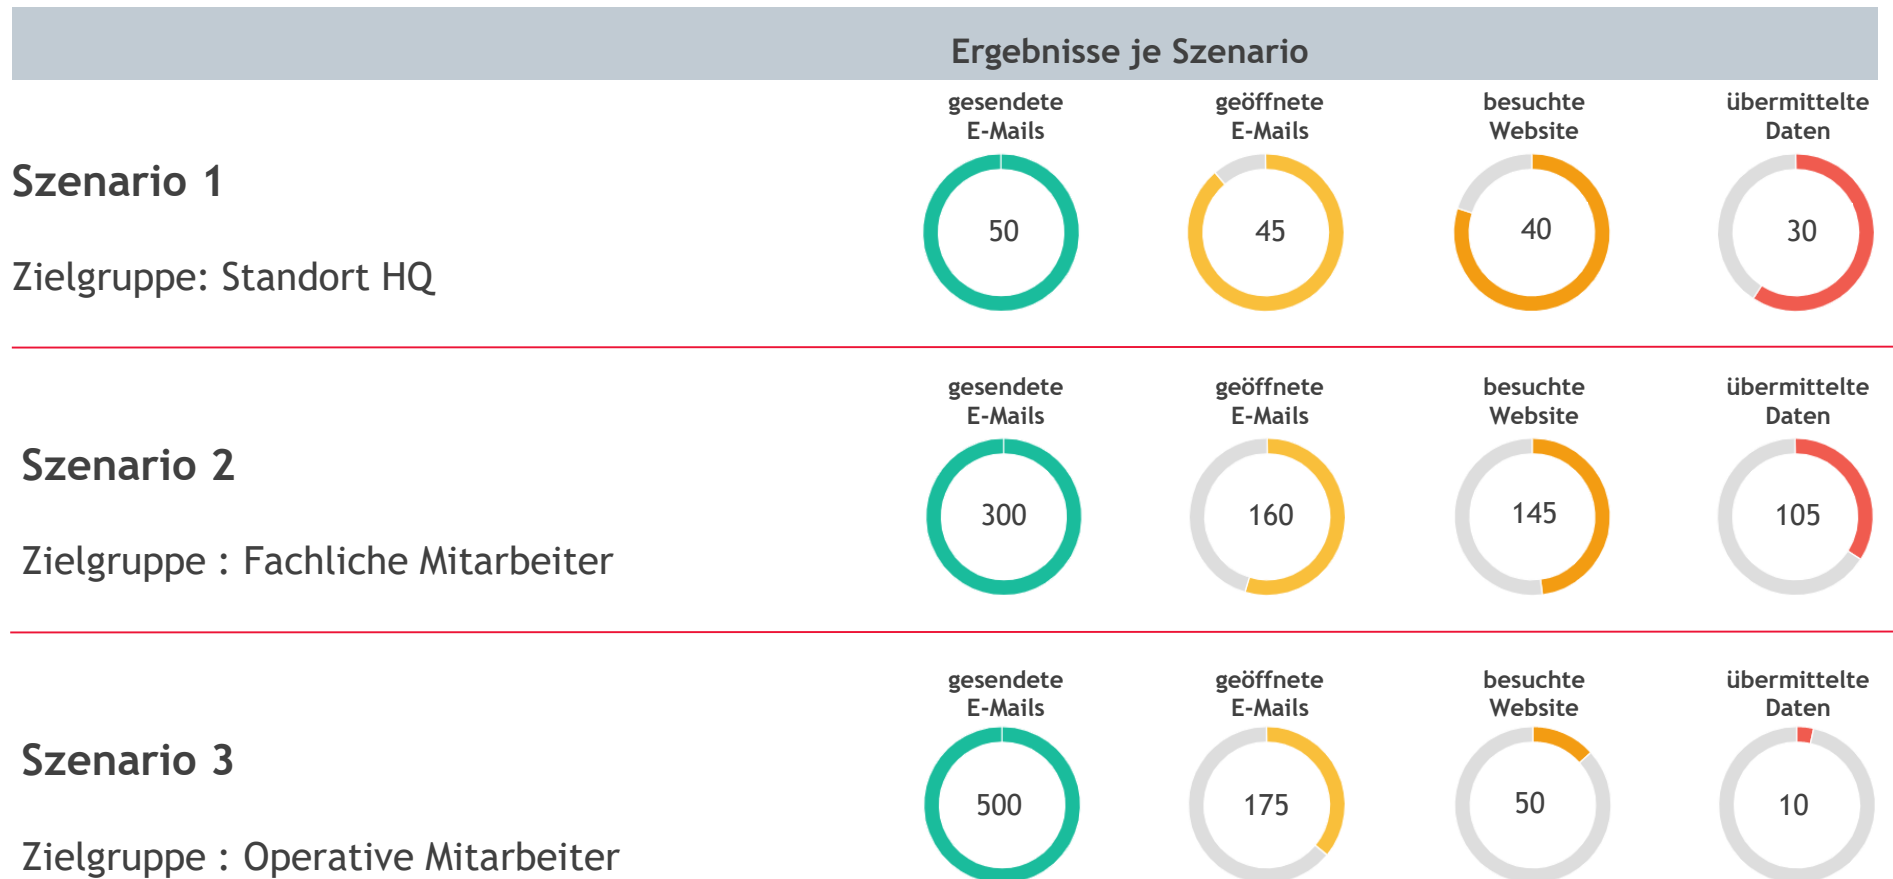 Ergebnisse je Szenario
gesendete
E-Mails
geöffnete
E-Mails
besuchte
Website
übermittelte
Daten
Szenario 1
Zielgruppe: Standort HQ
50
45
40
30
gesendete
E-Mails
geöffnete
E-Mails
besuchte
Website
übermittelte
Daten
Szenario 2
Zielgruppe : Fachliche Mitarbeiter
300
160
145
105
gesendete
E-Mails
geöffnete
E-Mails
besuchte
Website
übermittelte
Daten
Szenario 3
Zielgruppe : Operative Mitarbeiter
500
175
50
10